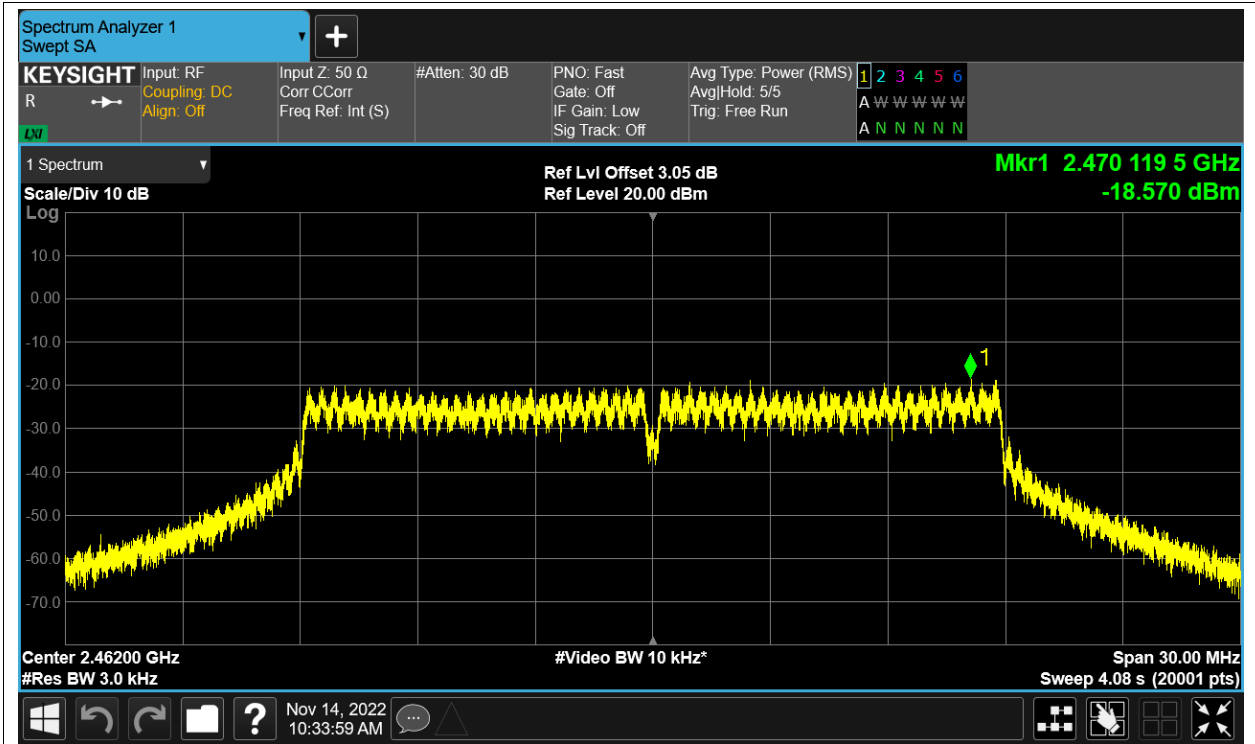 Spectrum Analyzer 1
Swept SA
KEYSIGHT
R
LXI
Input: RF
Coupling: DC
Align: Off
Input Z: 50 Ω
Corr CCorr
Freq Ref: Int (S)
#Atten: 30 dB
PNO: Fast
Gate: Off
IF Gain: Low
Sig Track: Off
Avg Type: Power (RMS)
Avg|Hold: 5/5
Trig: Free Run
1 2 3 4 5 6
A W W W W W
A N N N N N
1 Spectrum
Scale/Div 10 dB
Log
Ref Lvl Offset 3.05 dB
Ref Level 20.00 dBm
Mkr1 2.470 119 5 GHz
-18.570 dBm
10.0
0.00
-10.0
-20.0
-30.0
-40.0
-50.0
-60.0
-70.0
1
Center 2.46200 GHz
#Res BW 3.0 kHz
#Video BW 10 kHz*
Span 30.00 MHz
Sweep 4.08 s (20001 pts)
?
Nov 14, 2022
10:33:59 AM